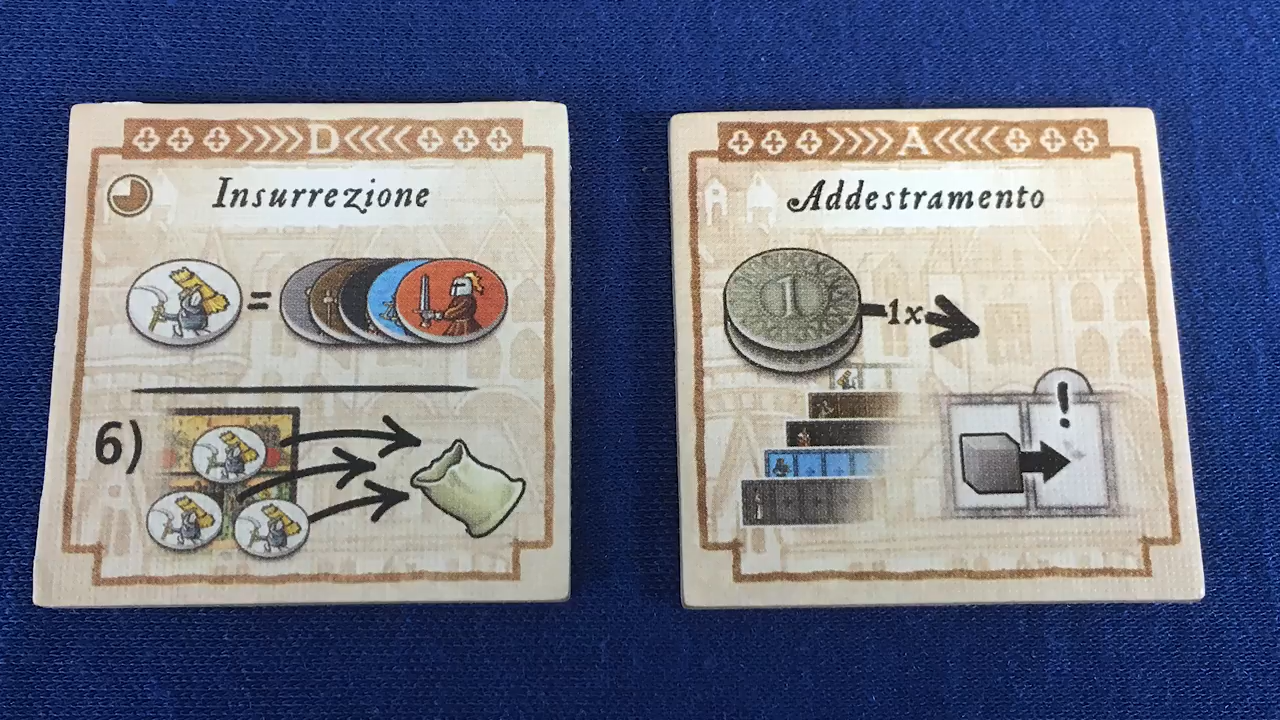 D
Insurrezione
=
6)
A
Addestramento
1
1x
!